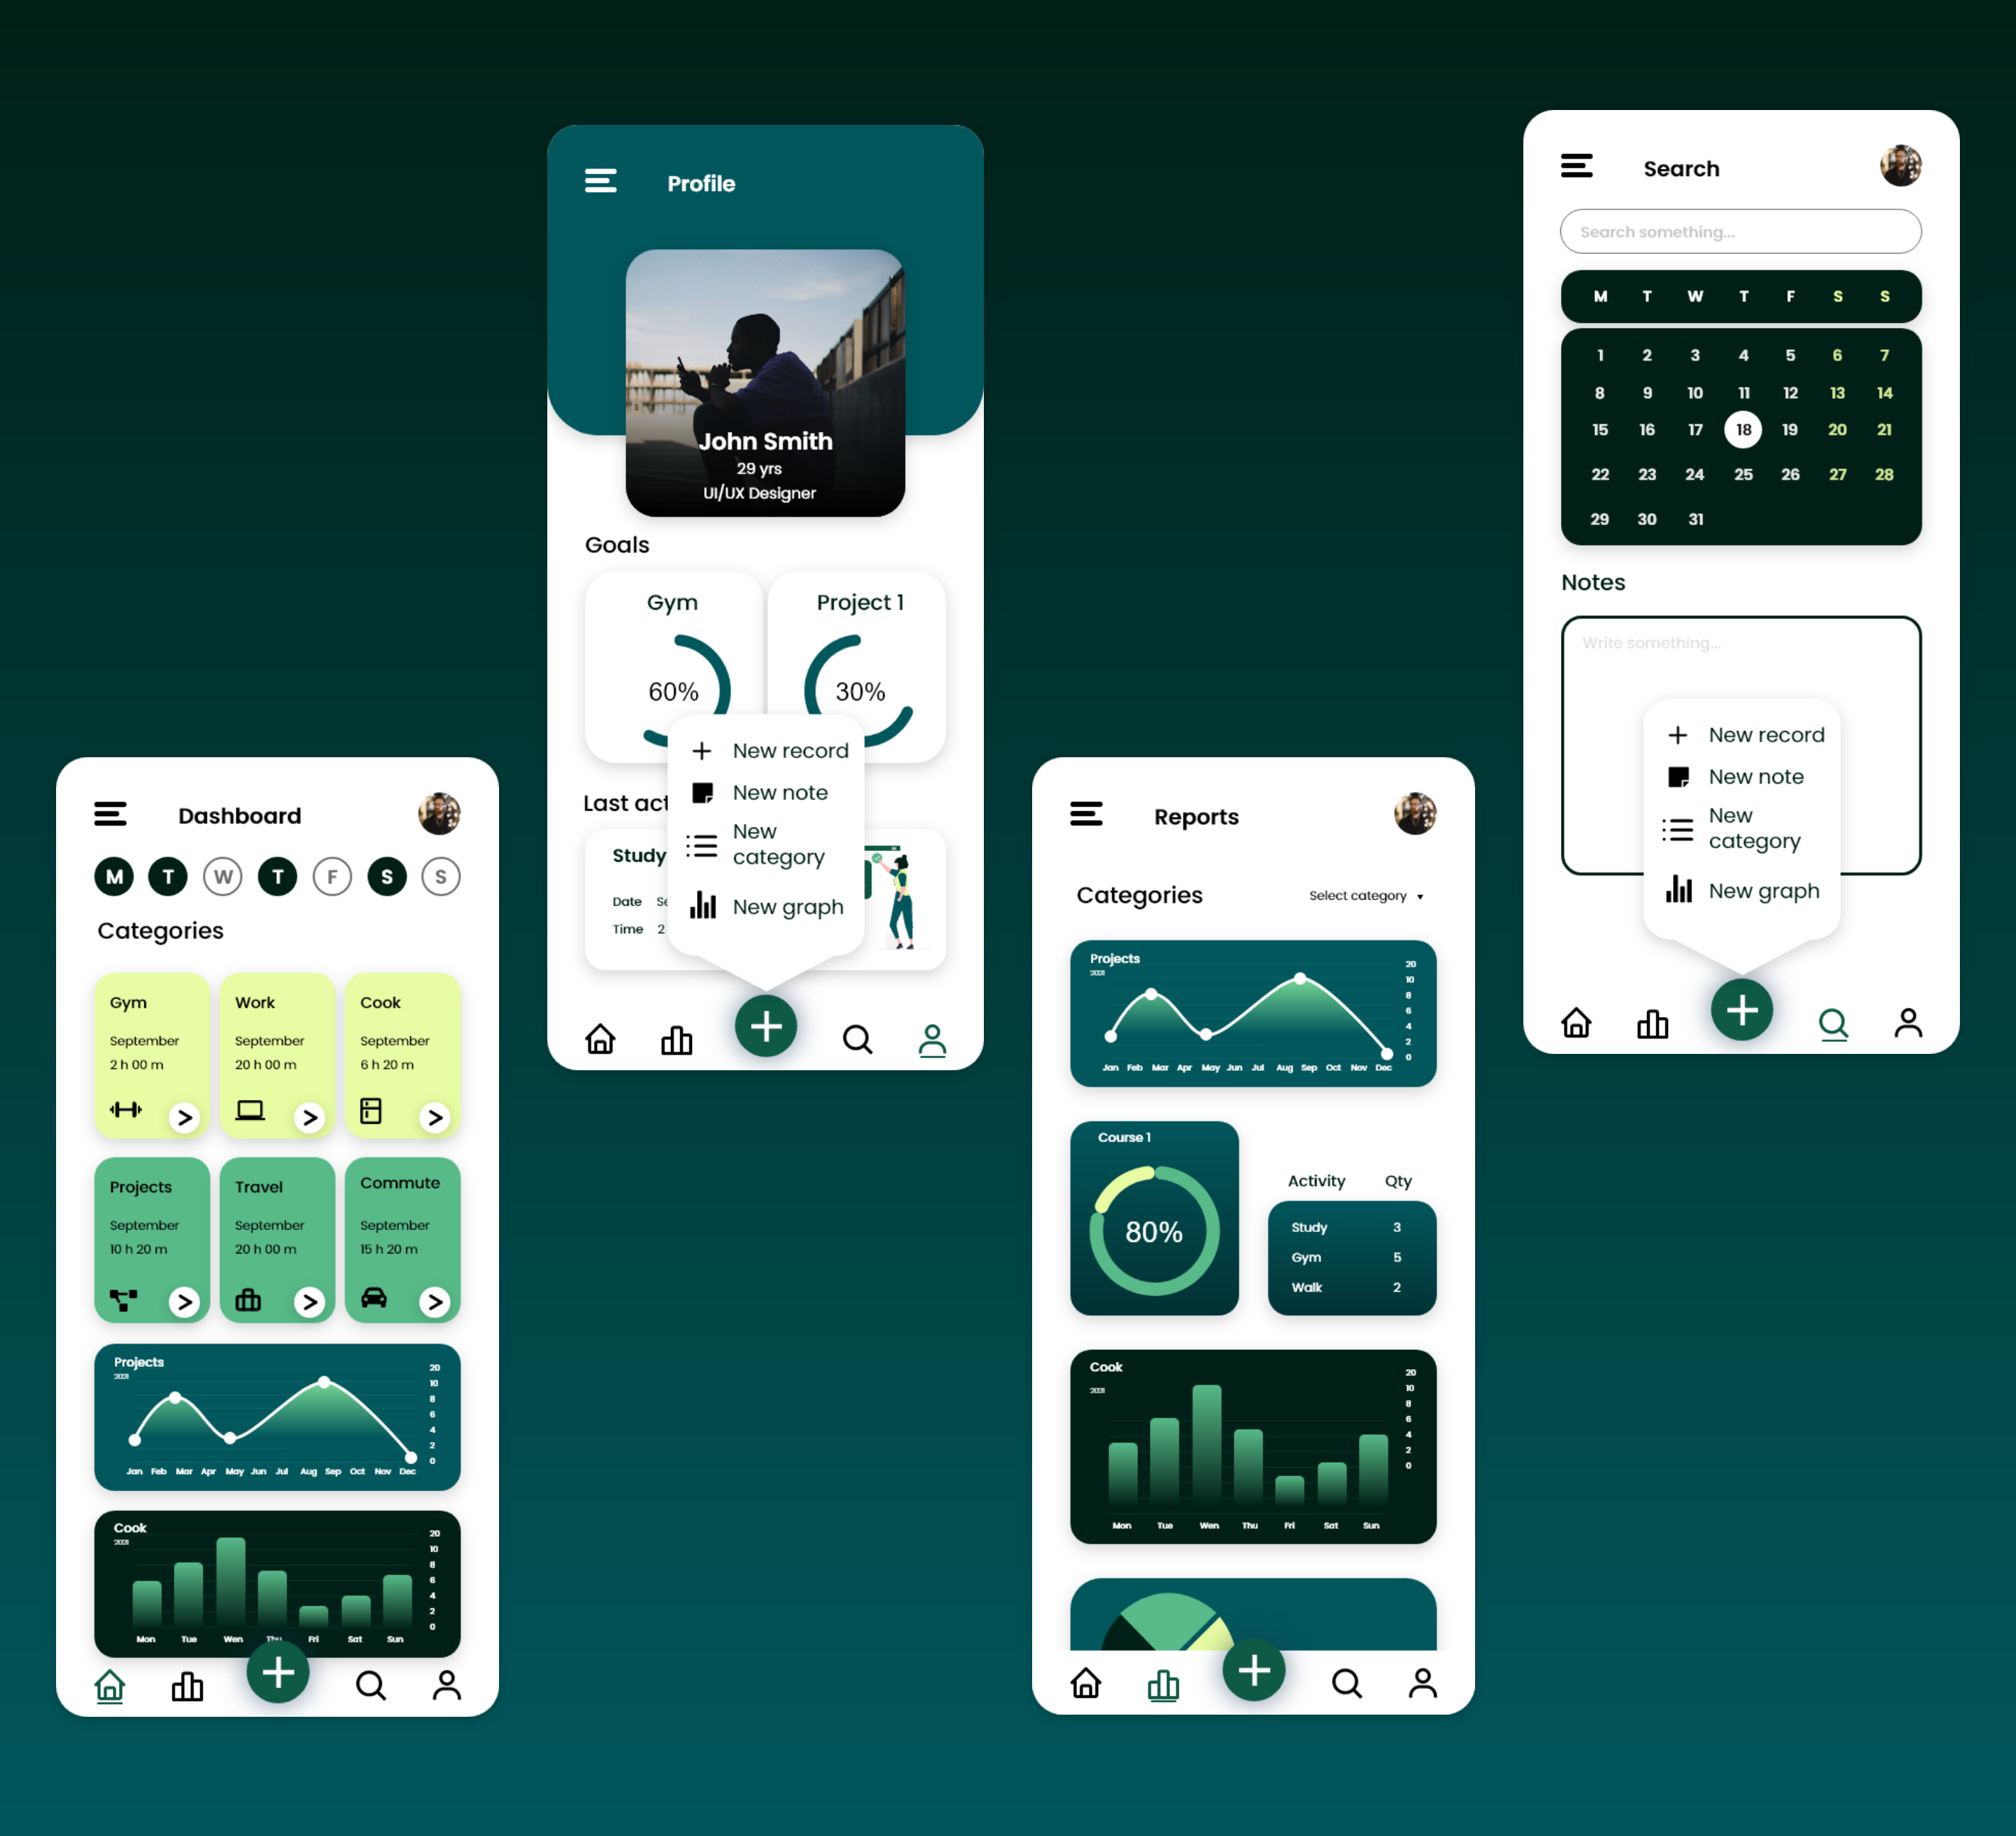 Dashboard
M T W T F S S
Categories
Gym
September
2 h 00 m
Work
September
20 h 00 m
Cook
September
6 h 20 m
Projects
September
10 h 20 m
Travel
September
20 h 00 m
Commute
September
15 h 20 m
Projects
2021
20
10
8
6
4
2
0
Jan Feb Mar Apr May Jun Jul Aug Sep Oct Nov Dec
Cook
2021
20
10
8
6
4
2
0
Mon Tue Wen Thu Fri Sat Sun
Profile
John Smith
29 yrs
UI/UX Designer
Goals
Gym
60%
Project 1
30%
Last act
Study
Date Se
Time 2
New record
New note
New
category
New graph
Reports
Categories
Select category
Projects
2021
20
10
8
6
4
2
0
Jan Feb Mar Apr May Jun Jul Aug Sep Oct Nov Dec
Course 1
80%
Activity Qty
Study 3
Gym 5
Walk 2
Cook
2021
20
10
8
6
4
2
0
Mon Tue Wen Thu Fri Sat Sun
Search
Search something...
M T W T F S S
1 2 3 4 5 6 7
8 9 10 11 12 13 14
15 16 17 18 19 20 21
22 23 24 25 26 27 28
29 30 31
Notes
Write something...
New record
New note
New
category
New graph